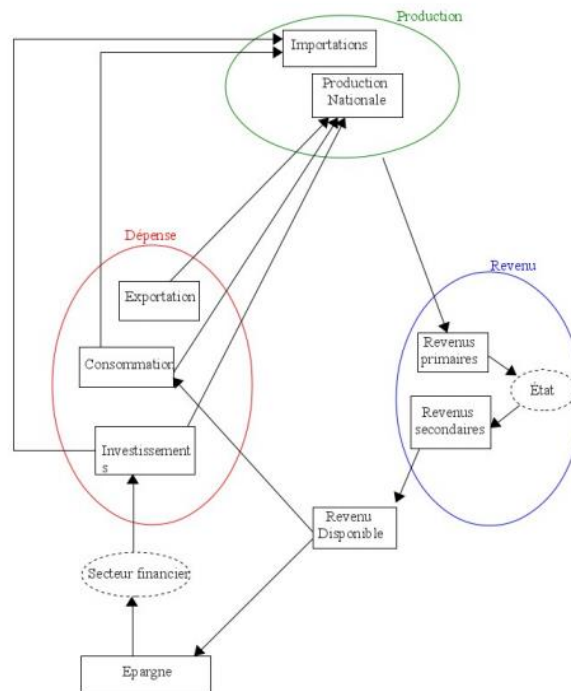 Production
Importations
Production
Nationale
Dépense
Exportation
Consommation
Investissement
s
Revenu
Revenus
primaires
État
Revenus
secondaires
Revenu
Disponible
Secteur financier
Epargne